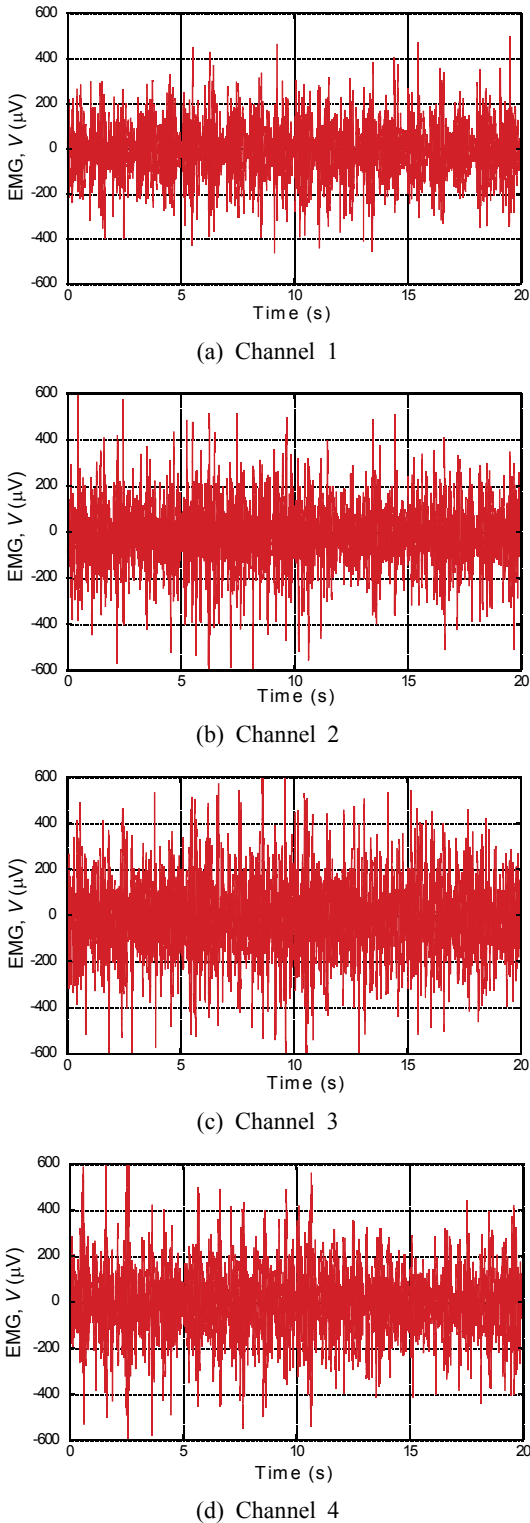 600
400
200
0
-200
-400
-600
EMG, V (μV)
0 5 10 15 20
Time (s)
(a) Channel 1
600
400
200
0
-200
-400
-600
EMG, V (μV)
0 5 10 15 20
Time (s)
(b) Channel 2
600
400
200
0
-200
-400
-600
EMG, V (μV)
0 5 10 15 20
Time (s)
(c) Channel 3
600
400
200
0
-200
-400
-600
EMG, V (μV)
0 5 10 15 20
Time (s)
(d) Channel 4